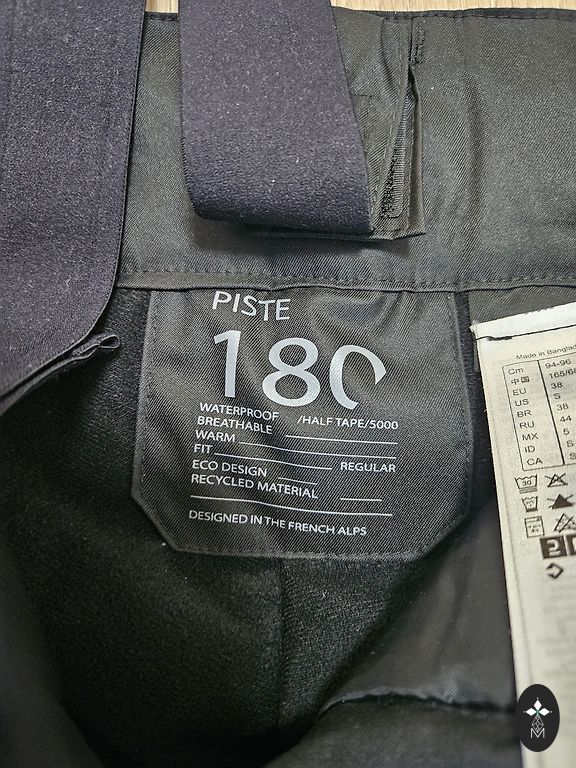 PISTE
180
WATERPROOF
BREATHABLE /HALF TAPE/5000
WARM
FIT REGULAR
ECO DESIGN
RECYCLED MATERIAL
DESIGNED IN THE FRENCH ALPS
Made in
Cm 94-96
中国 165/
EU 38
US S
BR 38
RU 44
MX 5
ID S
CA S
30